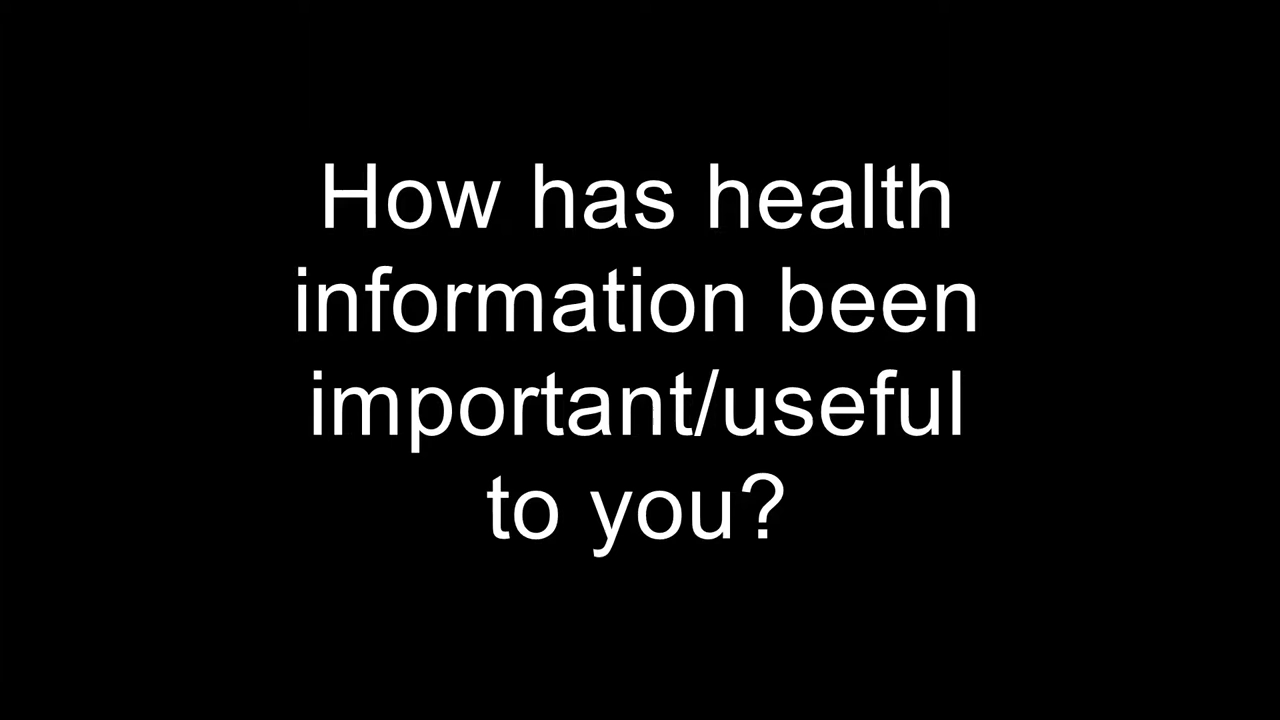 How has health
information been
important/useful
to you?